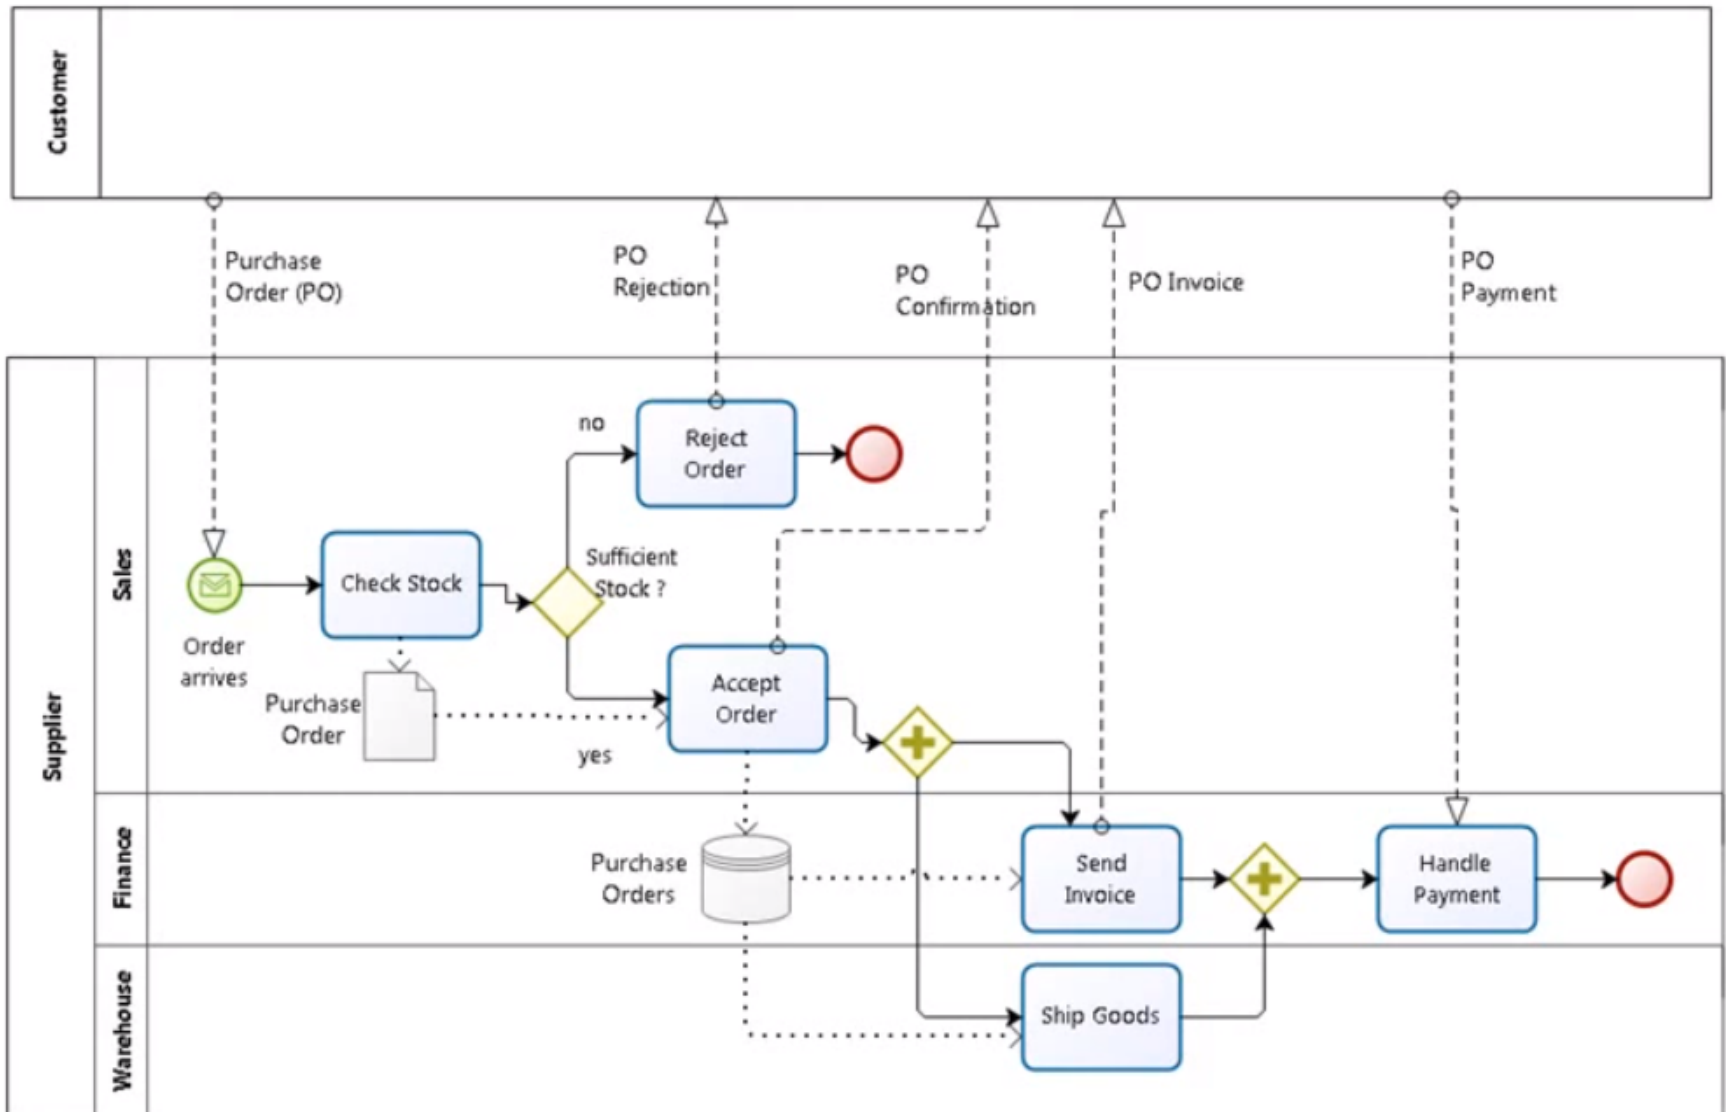 Customer
Purchase
Order (PO)
PO
Rejection
PO
Confirmation
PO Invoice
PO
Payment
Supplier
Sales
no
Reject
Order
Sufficient
Stock ?
Check Stock
Order
arrives
Purchase
Order
Accept
Order
yes
Finance
Purchase
Orders
Send
Invoice
Handle
Payment
Warehouse
Ship Goods